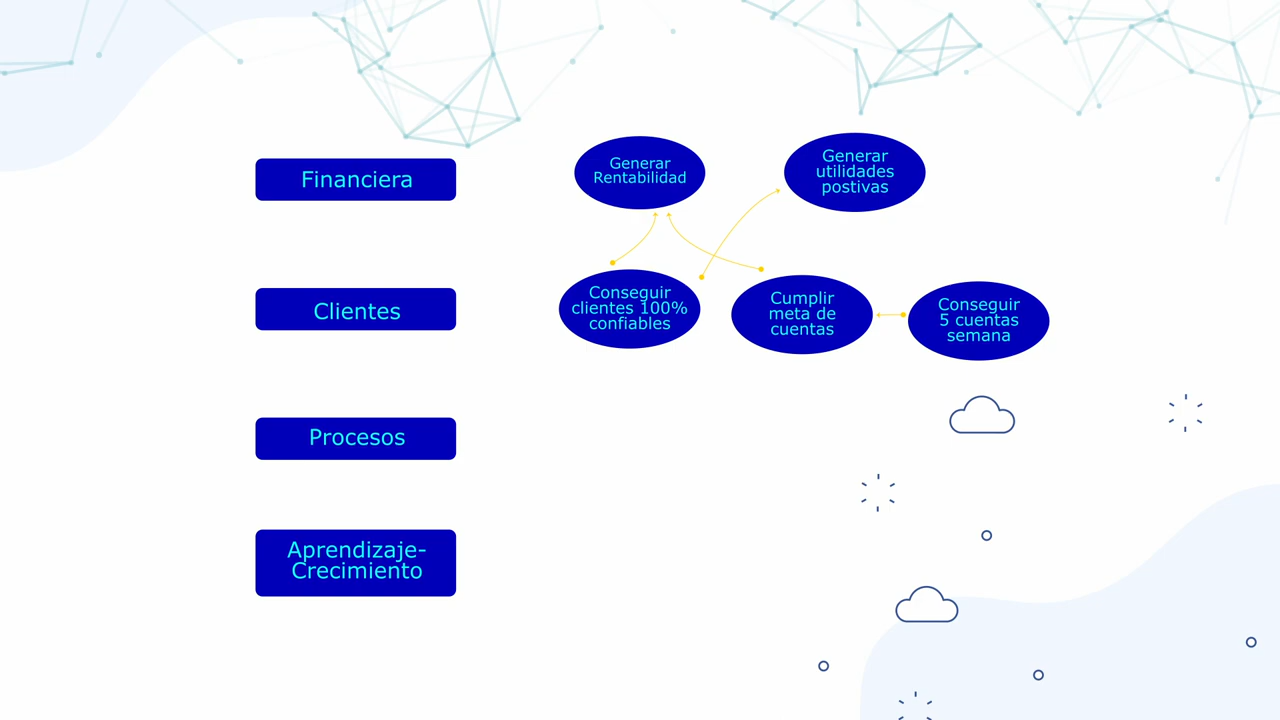 Financiera
Generar
Rentabilidad
Generar
utilidades
postivas
Clientes
Conseguir
clientes 100%
confiables
Cumplir
meta de
cuentas
Conseguir
5 cuentas
semana
Procesos
Aprendizaje-
Crecimiento